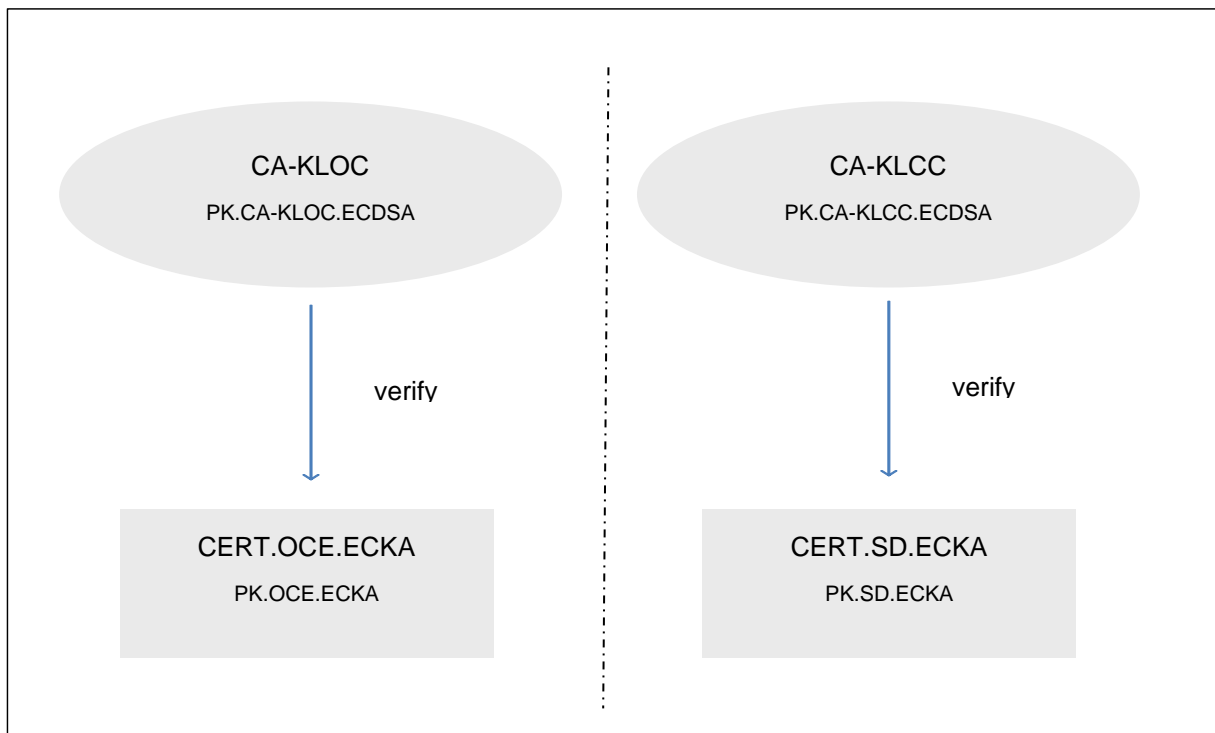 CA-KLOC
PK.CA-KLOC.ECDSA
verify
CERT.OCE.ECKA
PK.OCE.ECKA
CA-KLCC
PK.CA-KLCC.ECDSA
verify
CERT.SD.ECKA
PK.SD.ECKA